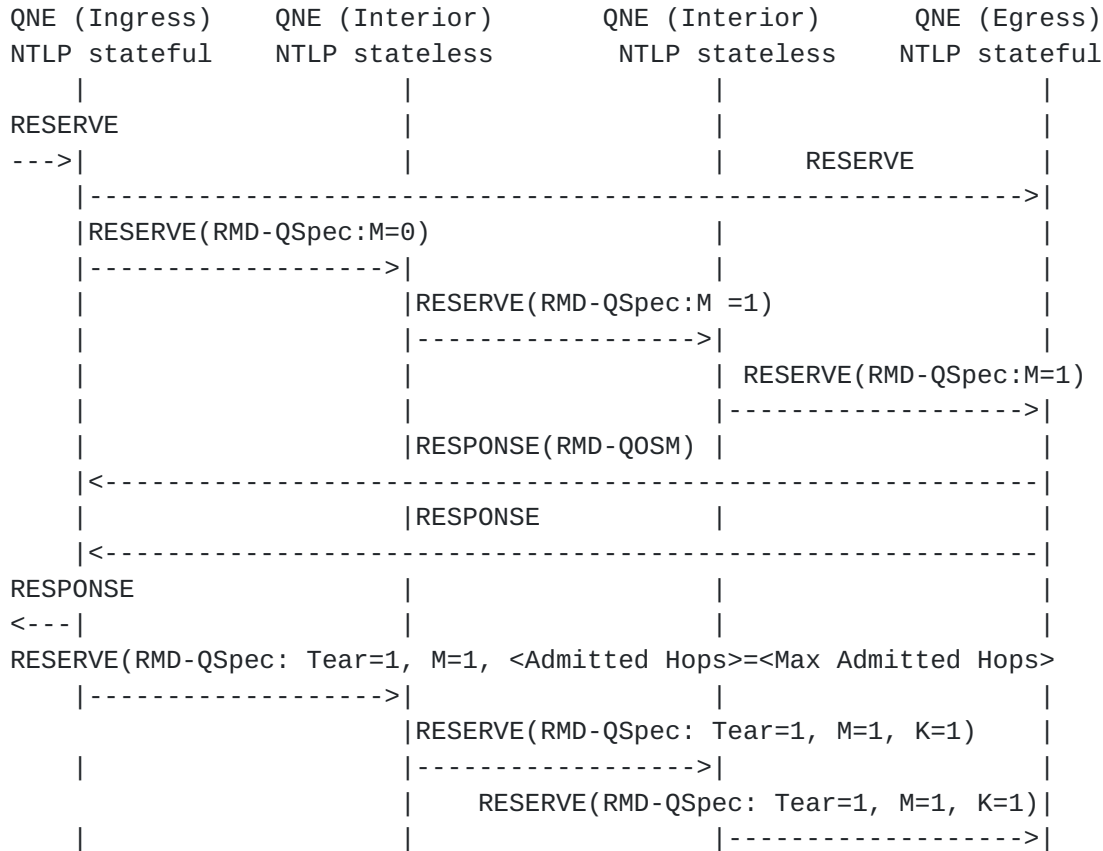 QNE (Ingress) QNE (Interior) QNE (Interior) QNE (Egress)
NTLP stateful NTLP stateless NTLP stateless NTLP stateful
| | | |
RESERVE | | |
--->| | | RESERVE |
|------------------------------------------------------------>|
|RESERVE(RMD-QSpec:M=0) | |
|------------------->| | |
| |RESERVE(RMD-QSpec:M =1) |
| |------------------>| |
| | | RESERVE(RMD-QSpec:M=1)
| | |------------------->|
| |RESPONSE(RMD-QOSM) | |
|<------------------------------------------------------------|
| |RESPONSE | |
|<------------------------------------------------------------|
RESPONSE | | |
<---| | | |
RESERVE(RMD-QSpec: Tear=1, M=1, <Admitted Hops>=<Max Admitted Hops>
|------------------->| | |
|RESERVE(RMD-QSpec: Tear=1, M=1, K=1) |
| |------------------>| |
| RESERVE(RMD-QSpec: Tear=1, M=1, K=1)|
| | |------------------->|